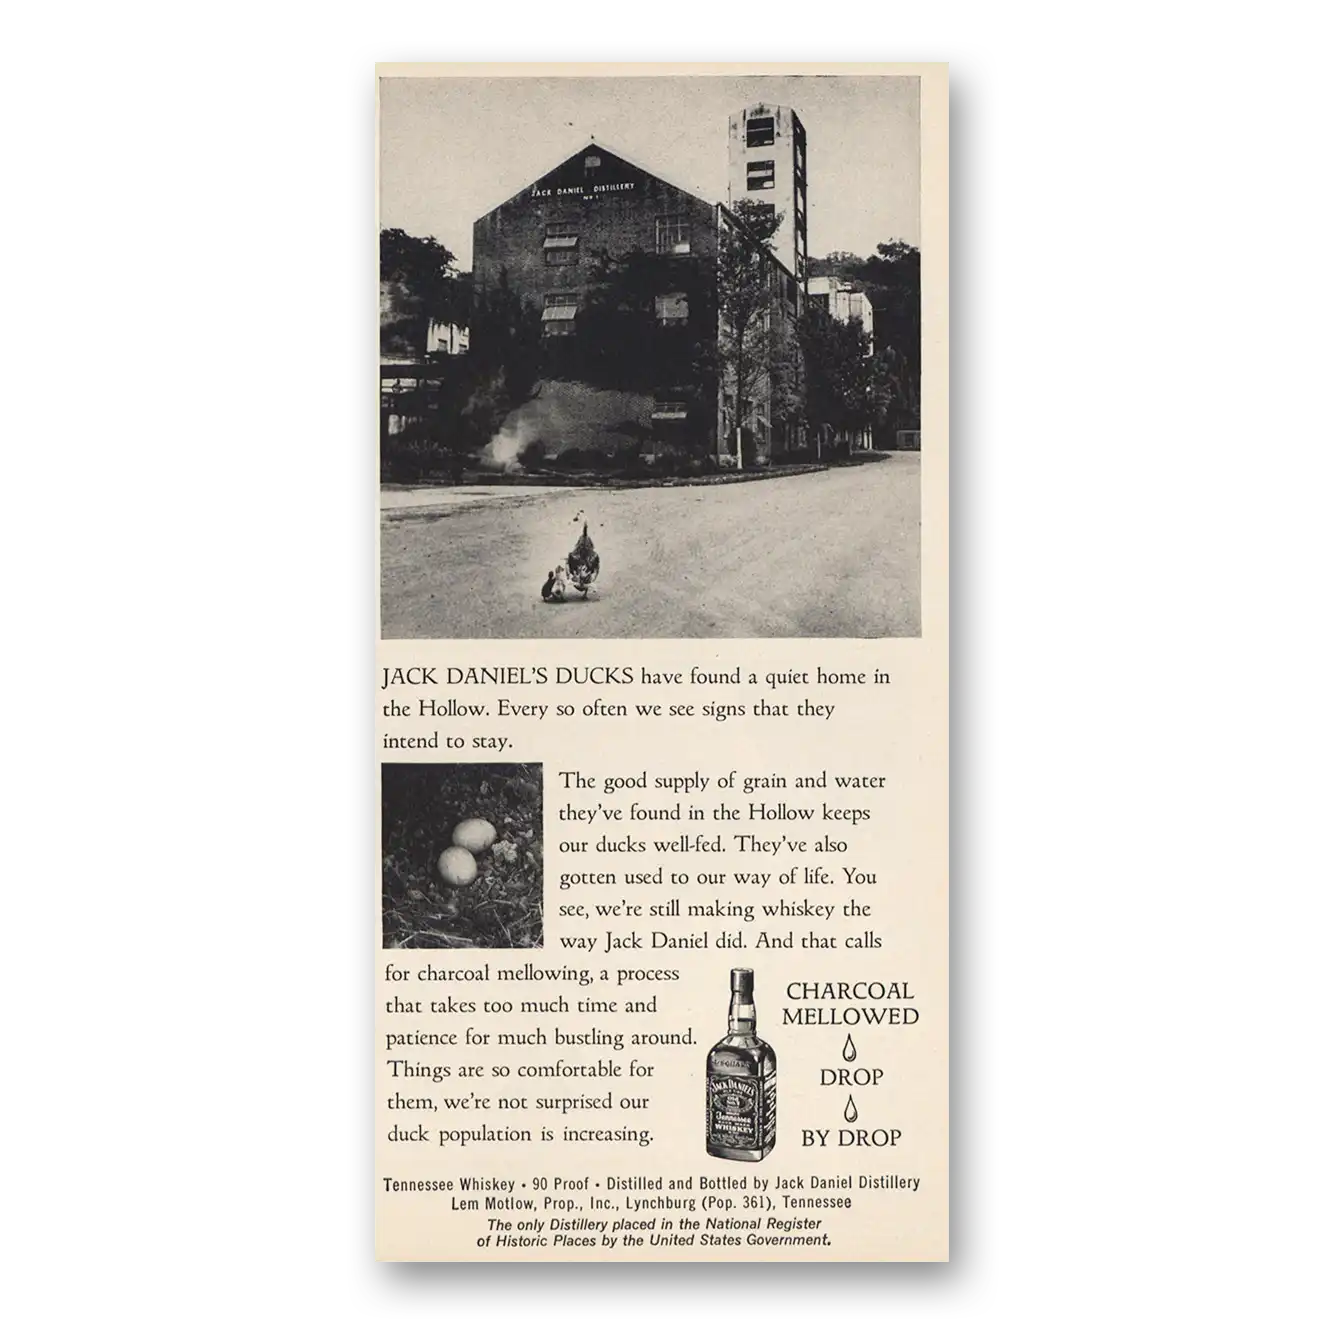 JACK DANIEL DISTILLERY
NO 1
JACK DANIEL'S DUCKS have found a quiet home in
the Hollow. Every so often we see signs that they
intend to stay.
The good supply of grain and water
they've found in the Hollow keeps
our ducks well-fed. They've also
gotten used to our way of life. You
see, we're still making whiskey the
way Jack Daniel did. And that calls
for charcoal mellowing, a process
that takes too much time and
patience for much bustling around.
Things are so comfortable for
them, we're not surprised our
duck population is increasing.
JACK DANIEL'S
Tennessee
WHISKEY
CHARCOAL
MELLOWED
DROP
BY DROP
Tennessee Whiskey • 90 Proof • Distilled and Bottled by Jack Daniel Distillery
Lem Motlow, Prop., Inc., Lynchburg (Pop. 361), Tennessee
The only Distillery placed in the National Register
of Historic Places by the United States Government.